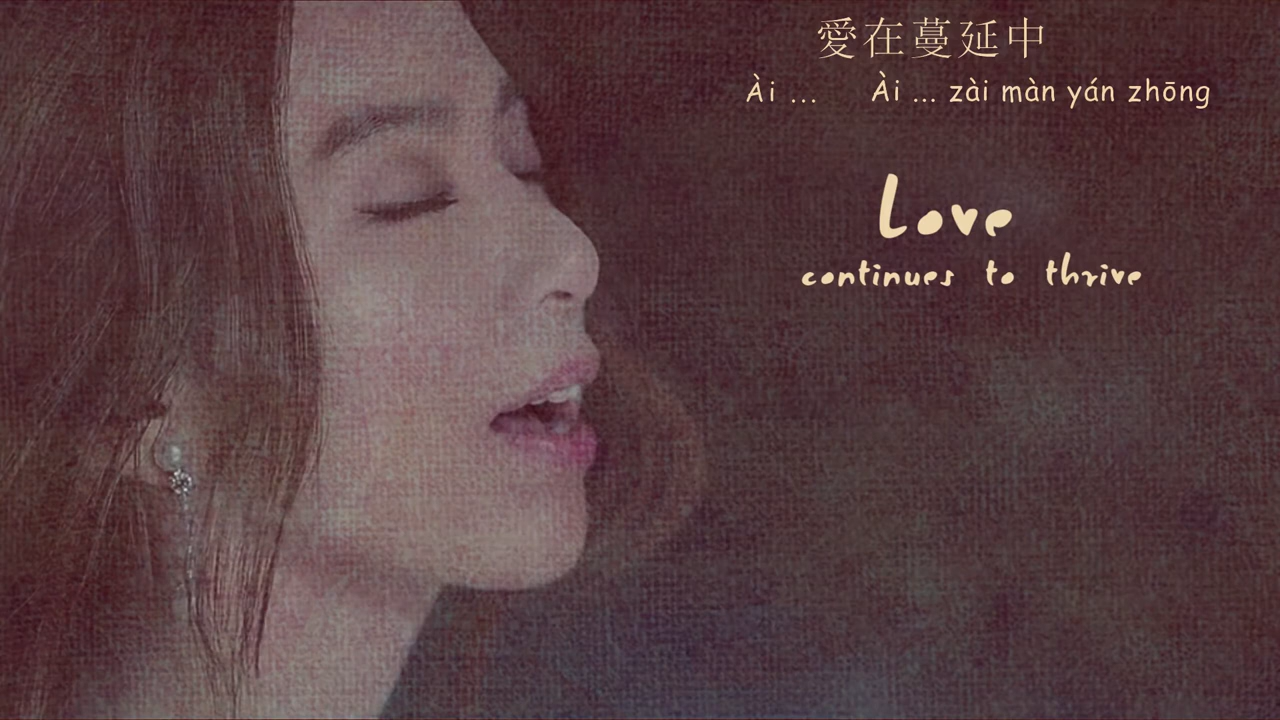 愛在蔓延中
Ài ... Ài ... zài màn yán zhōng
Love
continues to thrive